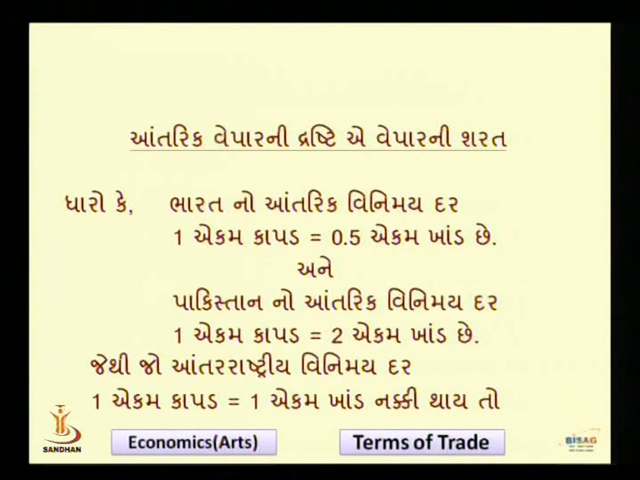 આંતરિક વેપારની દ્રષ્ટિ એ વેપારની શરત
ધારો કે, ભારત નો આંતરિક વિનિમય દર
1 એકમ કાપડ = 0.5 એકમ ખાંડ છે.
અને
પાકિસ્તાન નો આંતરિક વિનિમય દર
1 એકમ કાપડ = 2 એકમ ખાંડ છે.
જેથી જો આંતરરાષ્ટ્રીય વિનિમય દર
1 એકમ કાપડ = 1 એકમ ખાંડ નક્કી થાય તો
SANDHAN
Economics(Arts)
Terms of Trade
BISAG